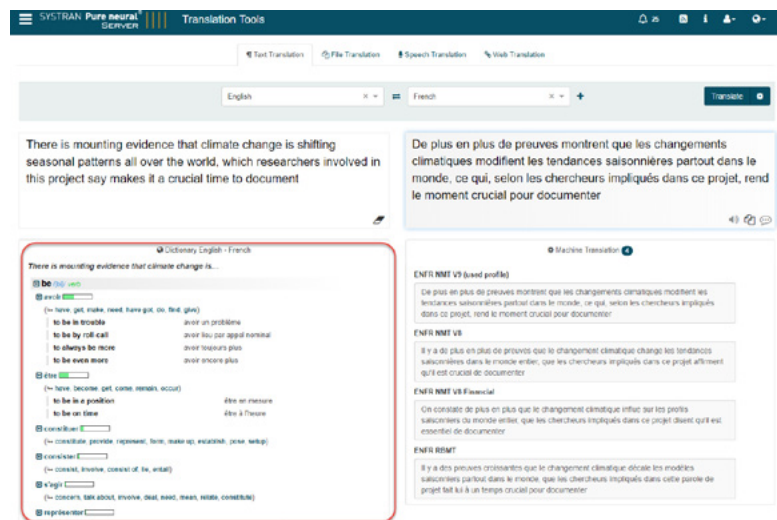 SYSTRAN Pure neural® SERVER Translation Tools
Text Translation File Translation Speech Translation Web Translation
English French Translate
There is mounting evidence that climate change is shifting
seasonal patterns all over the world, which researchers involved in
this project say makes it a crucial time to document
De plus en plus de preuves montrent que les changements
climatiques modifient les tendances saisonnières partout dans le
monde, ce qui, selon les chercheurs impliqués dans ce projet, rend
le moment crucial pour documenter
Dictionary English - French
There is mounting evidence that climate change is...
be verb
avoir
(have, get, make, need, have got, do, find, give)
to be in trouble avoir un problème
to be by roll-call avoir lieu par appel nominal
to always be more avoir toujours plus
to be even more avoir encore plus
être
(have, become, get, come, remain, occur)
to be in a position être en mesure
to be on time être à l'heure
constituer
(constitute, provide, represent, form, make up, establish, pose, setup)
consister
(consist, involve, consist of, lie, entail)
s'agir
(concern, talk about, involve, deal, need, mean, relate, constitute)
représenter
Machine Translation 4
ENFR NMT V9 (used profile)
De plus en plus de preuves montrent que les changements climatiques modifient les
tendances saisonnières partout dans le monde, ce qui, selon les chercheurs impliqués
dans ce projet, rend le moment crucial pour documenter
ENFR NMT V8
Il y a de plus en plus de preuves que le changement climatique change les tendances
saisonnières dans le monde entier, que les chercheurs impliqués dans ce projet affirment
qu'il est crucial de documenter
ENFR NMT V8 Financial
On constate de plus en plus que le changement climatique influe sur les profils
saisonniers du monde entier, que les chercheurs impliqués dans ce projet disent qu'il est
essentiel de documenter
ENFR RBMT
Il y a des preuves croissantes que le changement climatique décale les modèles
saisonniers partout dans le monde, que les chercheurs impliqués dans cette parole de
projet fait lui à un temps crucial pour documenter